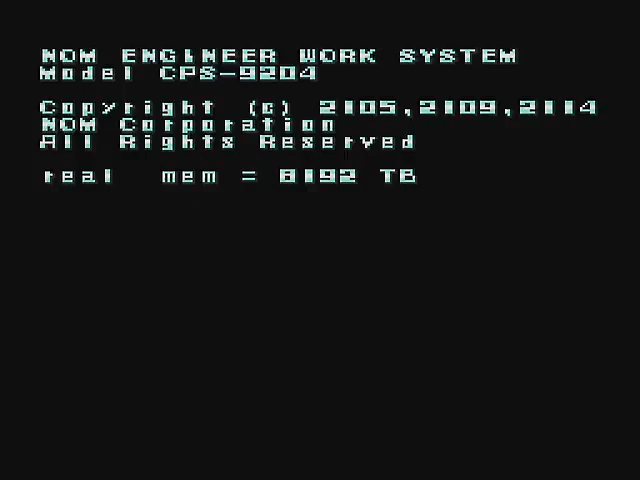 NOM ENGINEER WORK SYSTEM
Model CPS-9204
Copyright (c) 2105,2109,2114
NOM Corporation
All Rights Reserved
real  mem = 8192 TB